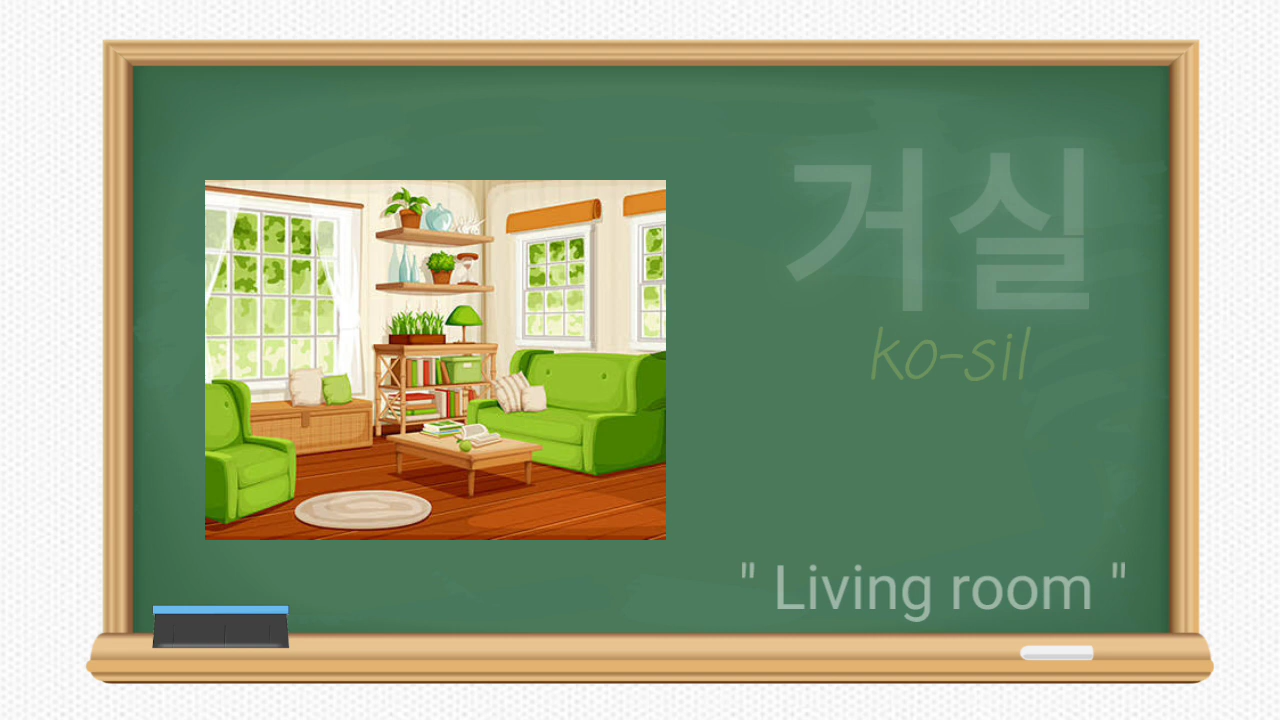 거실
ko-sil
" Living room "